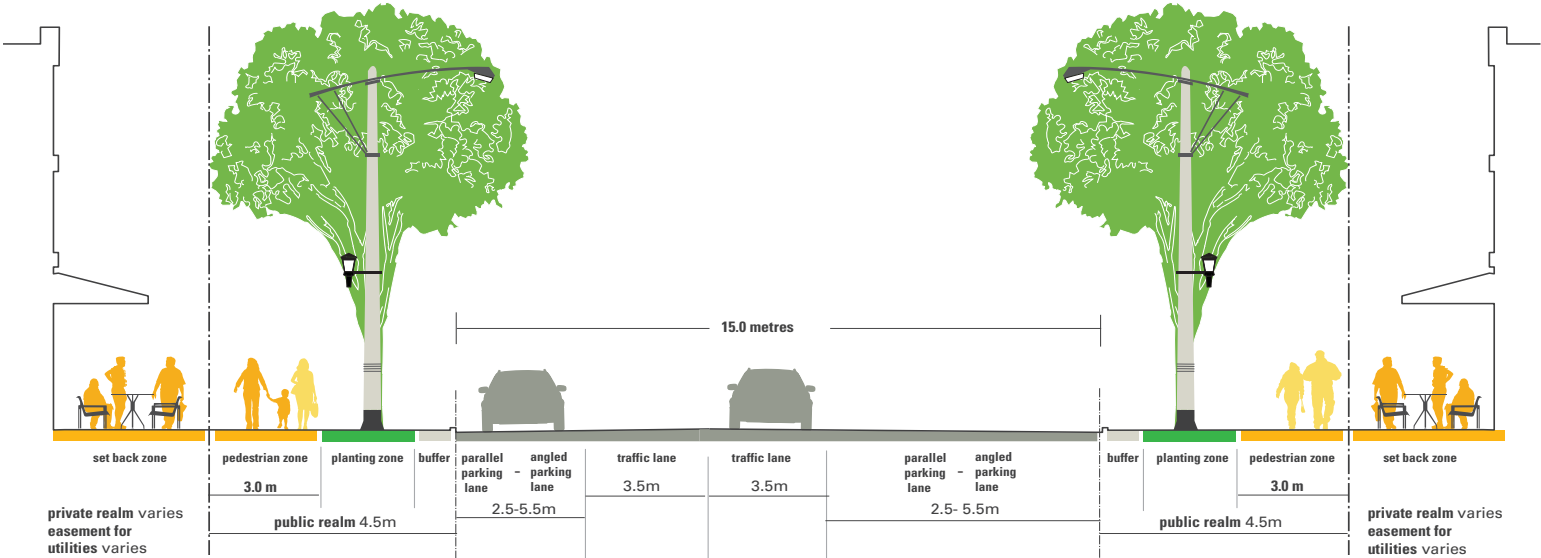 15.0 metres
set back zone
pedestrian zone
planting zone
buffer
parallel
parking
lane
–
angled
parking
lane
traffic lane
traffic lane
parallel
parking
lane
–
angled
parking
lane
buffer
planting zone
pedestrian zone
set back zone
3.0 m
2.5-5.5m
3.5m
3.5m
2.5- 5.5m
3.0 m
private realm varies
easement for
utilities varies
public realm 4.5m
public realm 4.5m
private realm varies
easement for
utilities varies